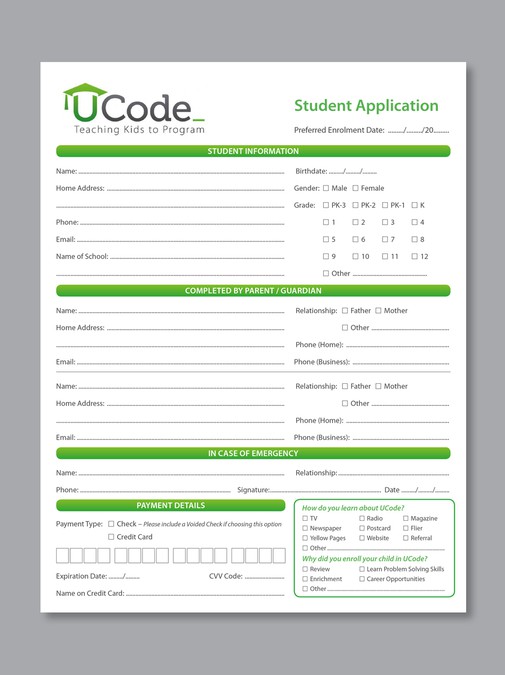 UCode_
Teaching Kids to Program
Student Application
Preferred Enrolment Date: ......../......../20........
STUDENT INFORMATION
Name:
Birthdate: ......../......../........
Home Address:
Gender: ☐ Male ☐ Female
Grade: ☐ PK-3 ☐ PK-2 ☐ PK-1 ☐ K
Phone:
☐ 1 ☐ 2 ☐ 3 ☐ 4
Email:
☐ 5 ☐ 6 ☐ 7 ☐ 8
Name of School:
☐ 9 ☐ 10 ☐ 11 ☐ 12
☐ Other
COMPLETED BY PARENT / GUARDIAN
Name:
Relationship: ☐ Father ☐ Mother
Home Address:
☐ Other
Phone (Home):
Email:
Phone (Business):
Name:
Relationship: ☐ Father ☐ Mother
Home Address:
☐ Other
Phone (Home):
Email:
Phone (Business):
IN CASE OF EMERGENCY
Name:
Relationship:
Phone: Signature: Date ......../......../........
PAYMENT DETAILS
Payment Type: ☐ Check – Please include a Voided Check if choosing this option
☐ Credit Card
Expiration Date: ......../........ CVV Code:
Name on Credit Card:
How do you learn about UCode?
☐ TV ☐ Radio ☐ Magazine
☐ Newspaper ☐ Postcard ☐ Flier
☐ Yellow Pages ☐ Website ☐ Referral
☐ Other
Why did you enroll your child in UCode?
☐ Review ☐ Learn Problem Solving Skills
☐ Enrichment ☐ Career Opportunities
☐ Other